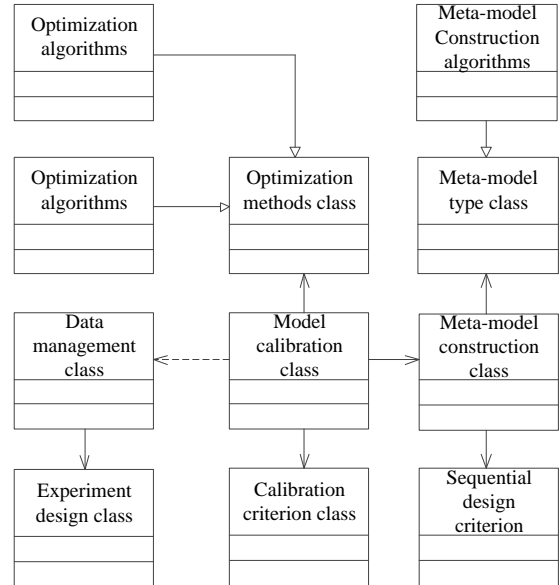 Optimization
algorithms
Meta-model
Construction
algorithms
Optimization
algorithms
Optimization
methods class
Meta-model
type class
Data
management
class
Model
calibration
class
Meta-model
construction
class
Experiment
design class
Calibration
criterion class
Sequential
design
criterion